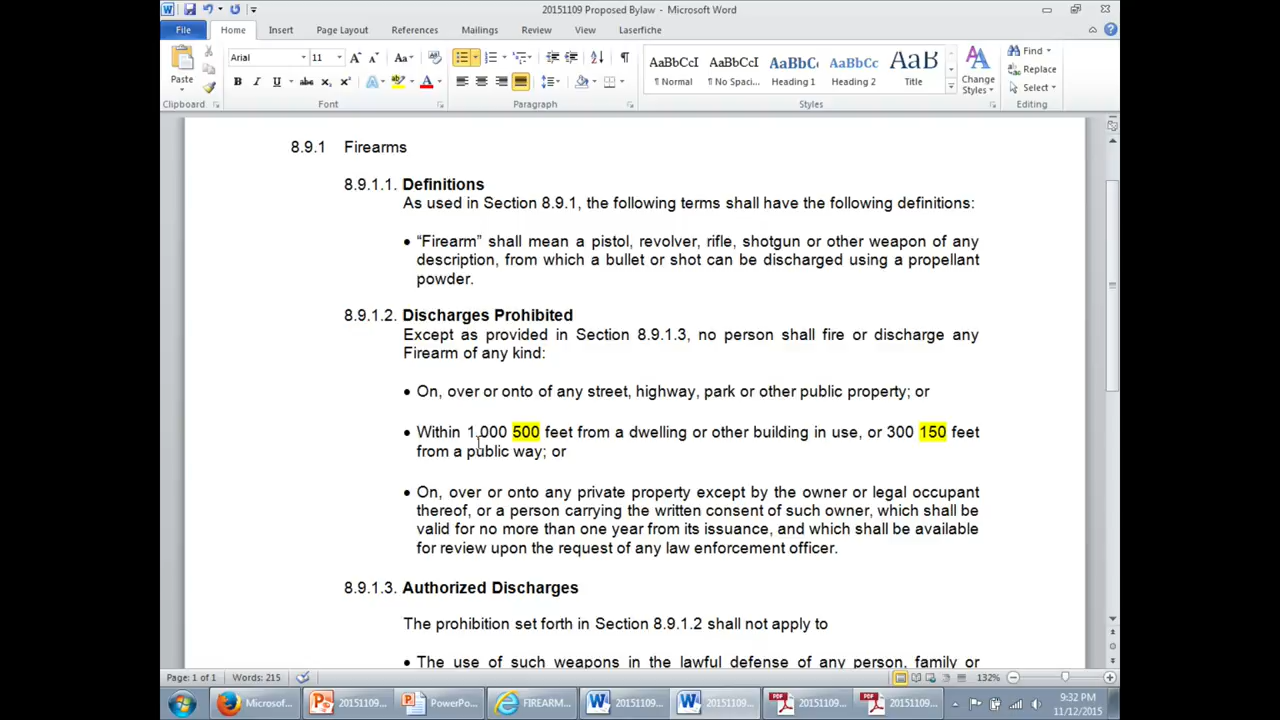 20151109 Proposed Bylaw - Microsoft Word
File Home Insert Page Layout References Mailings Review View Laserfiche
Paste
Clipboard
Arial 11
B I U abc x₂ x²
Font
Paragraph
AaBbCcI AaBbCcI AaBbC AaBbCc AaB
¶ Normal ¶ No Spaci... Heading 1 Heading 2 Title
Change Styles
Styles
Find
Replace
Select
Editing
8.9.1 Firearms
8.9.1.1. Definitions
As used in Section 8.9.1, the following terms shall have the following definitions:
• “Firearm” shall mean a pistol, revolver, rifle, shotgun or other weapon of any
description, from which a bullet or shot can be discharged using a propellant
powder.
8.9.1.2. Discharges Prohibited
Except as provided in Section 8.9.1.3, no person shall fire or discharge any
Firearm of any kind:
• On, over or onto of any street, highway, park or other public property; or
• Within 1,000 500 feet from a dwelling or other building in use, or 300 150 feet
from a public way; or
• On, over or onto any private property except by the owner or legal occupant
thereof, or a person carrying the written consent of such owner, which shall be
valid for no more than one year from its issuance, and which shall be available
for review upon the request of any law enforcement officer.
8.9.1.3. Authorized Discharges
The prohibition set forth in Section 8.9.1.2 shall not apply to
• The use of such weapons in the lawful defense of any person, family or
Page: 1 of 1 Words: 215 132%
Microsof... 20151109... PowerPo... FIREARM... 20151109... 20151109... 20151109... 20151109... 9:32 PM
11/12/2015